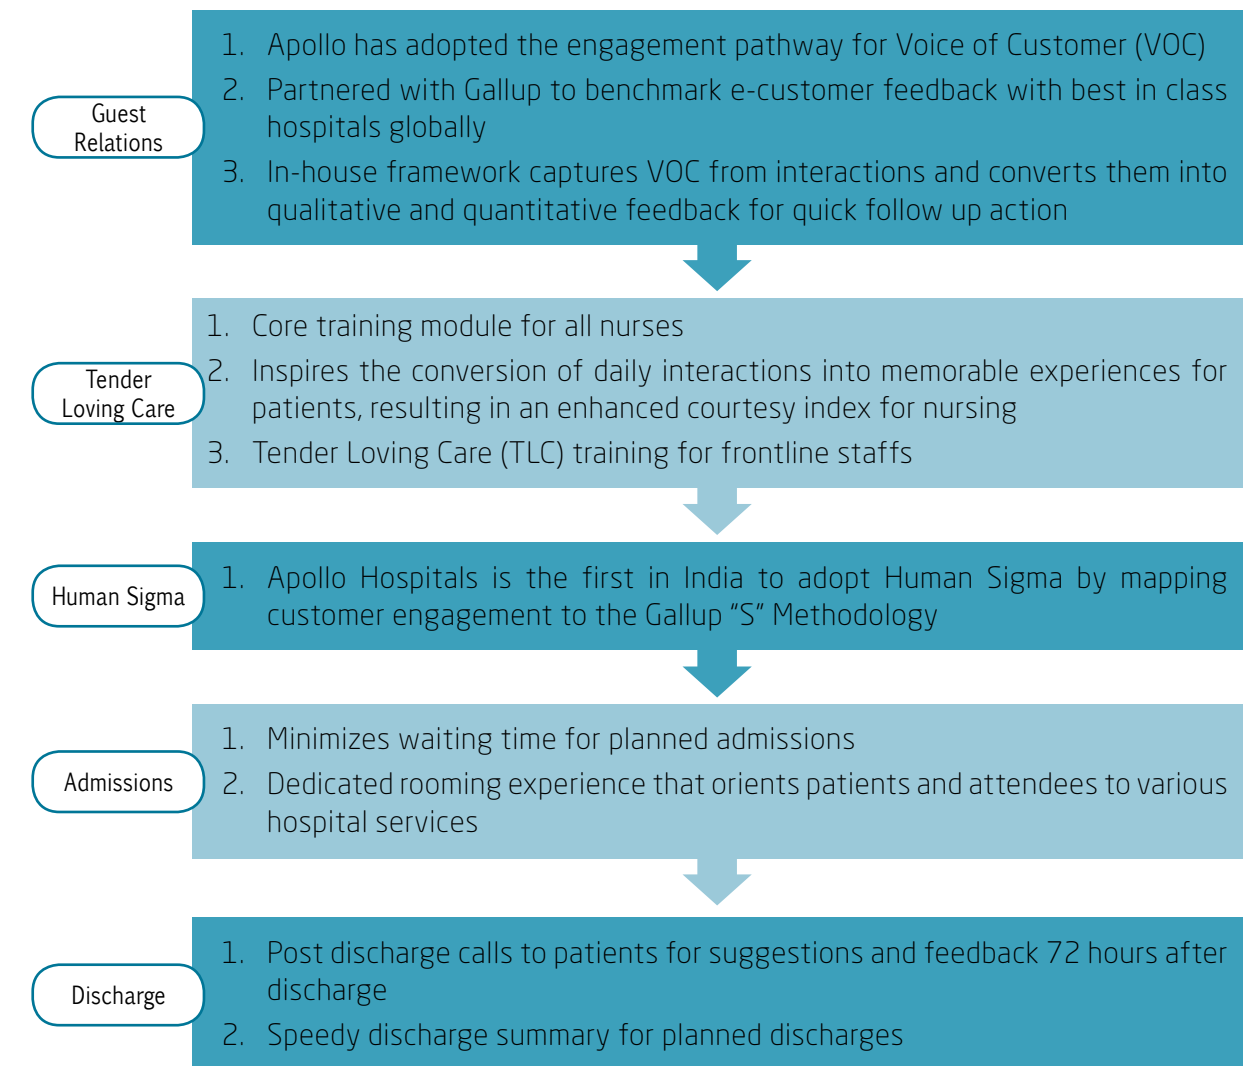 Guest
Relations
1. Apollo has adopted the engagement pathway for Voice of Customer (VOC)
2. Partnered with Gallup to benchmark e-customer feedback with best in class
hospitals globally
3. In-house framework captures VOC from interactions and converts them into
qualitative and quantitative feedback for quick follow up action
Tender
Loving Care
1. Core training module for all nurses
2. Inspires the conversion of daily interactions into memorable experiences for
patients, resulting in an enhanced courtesy index for nursing
3. Tender Loving Care (TLC) training for frontline staffs
Human Sigma
1. Apollo Hospitals is the first in India to adopt Human Sigma by mapping
customer engagement to the Gallup “S” Methodology
Admissions
1. Minimizes waiting time for planned admissions
2. Dedicated rooming experience that orients patients and attendees to various
hospital services
Discharge
1. Post discharge calls to patients for suggestions and feedback 72 hours after
discharge
2. Speedy discharge summary for planned discharges